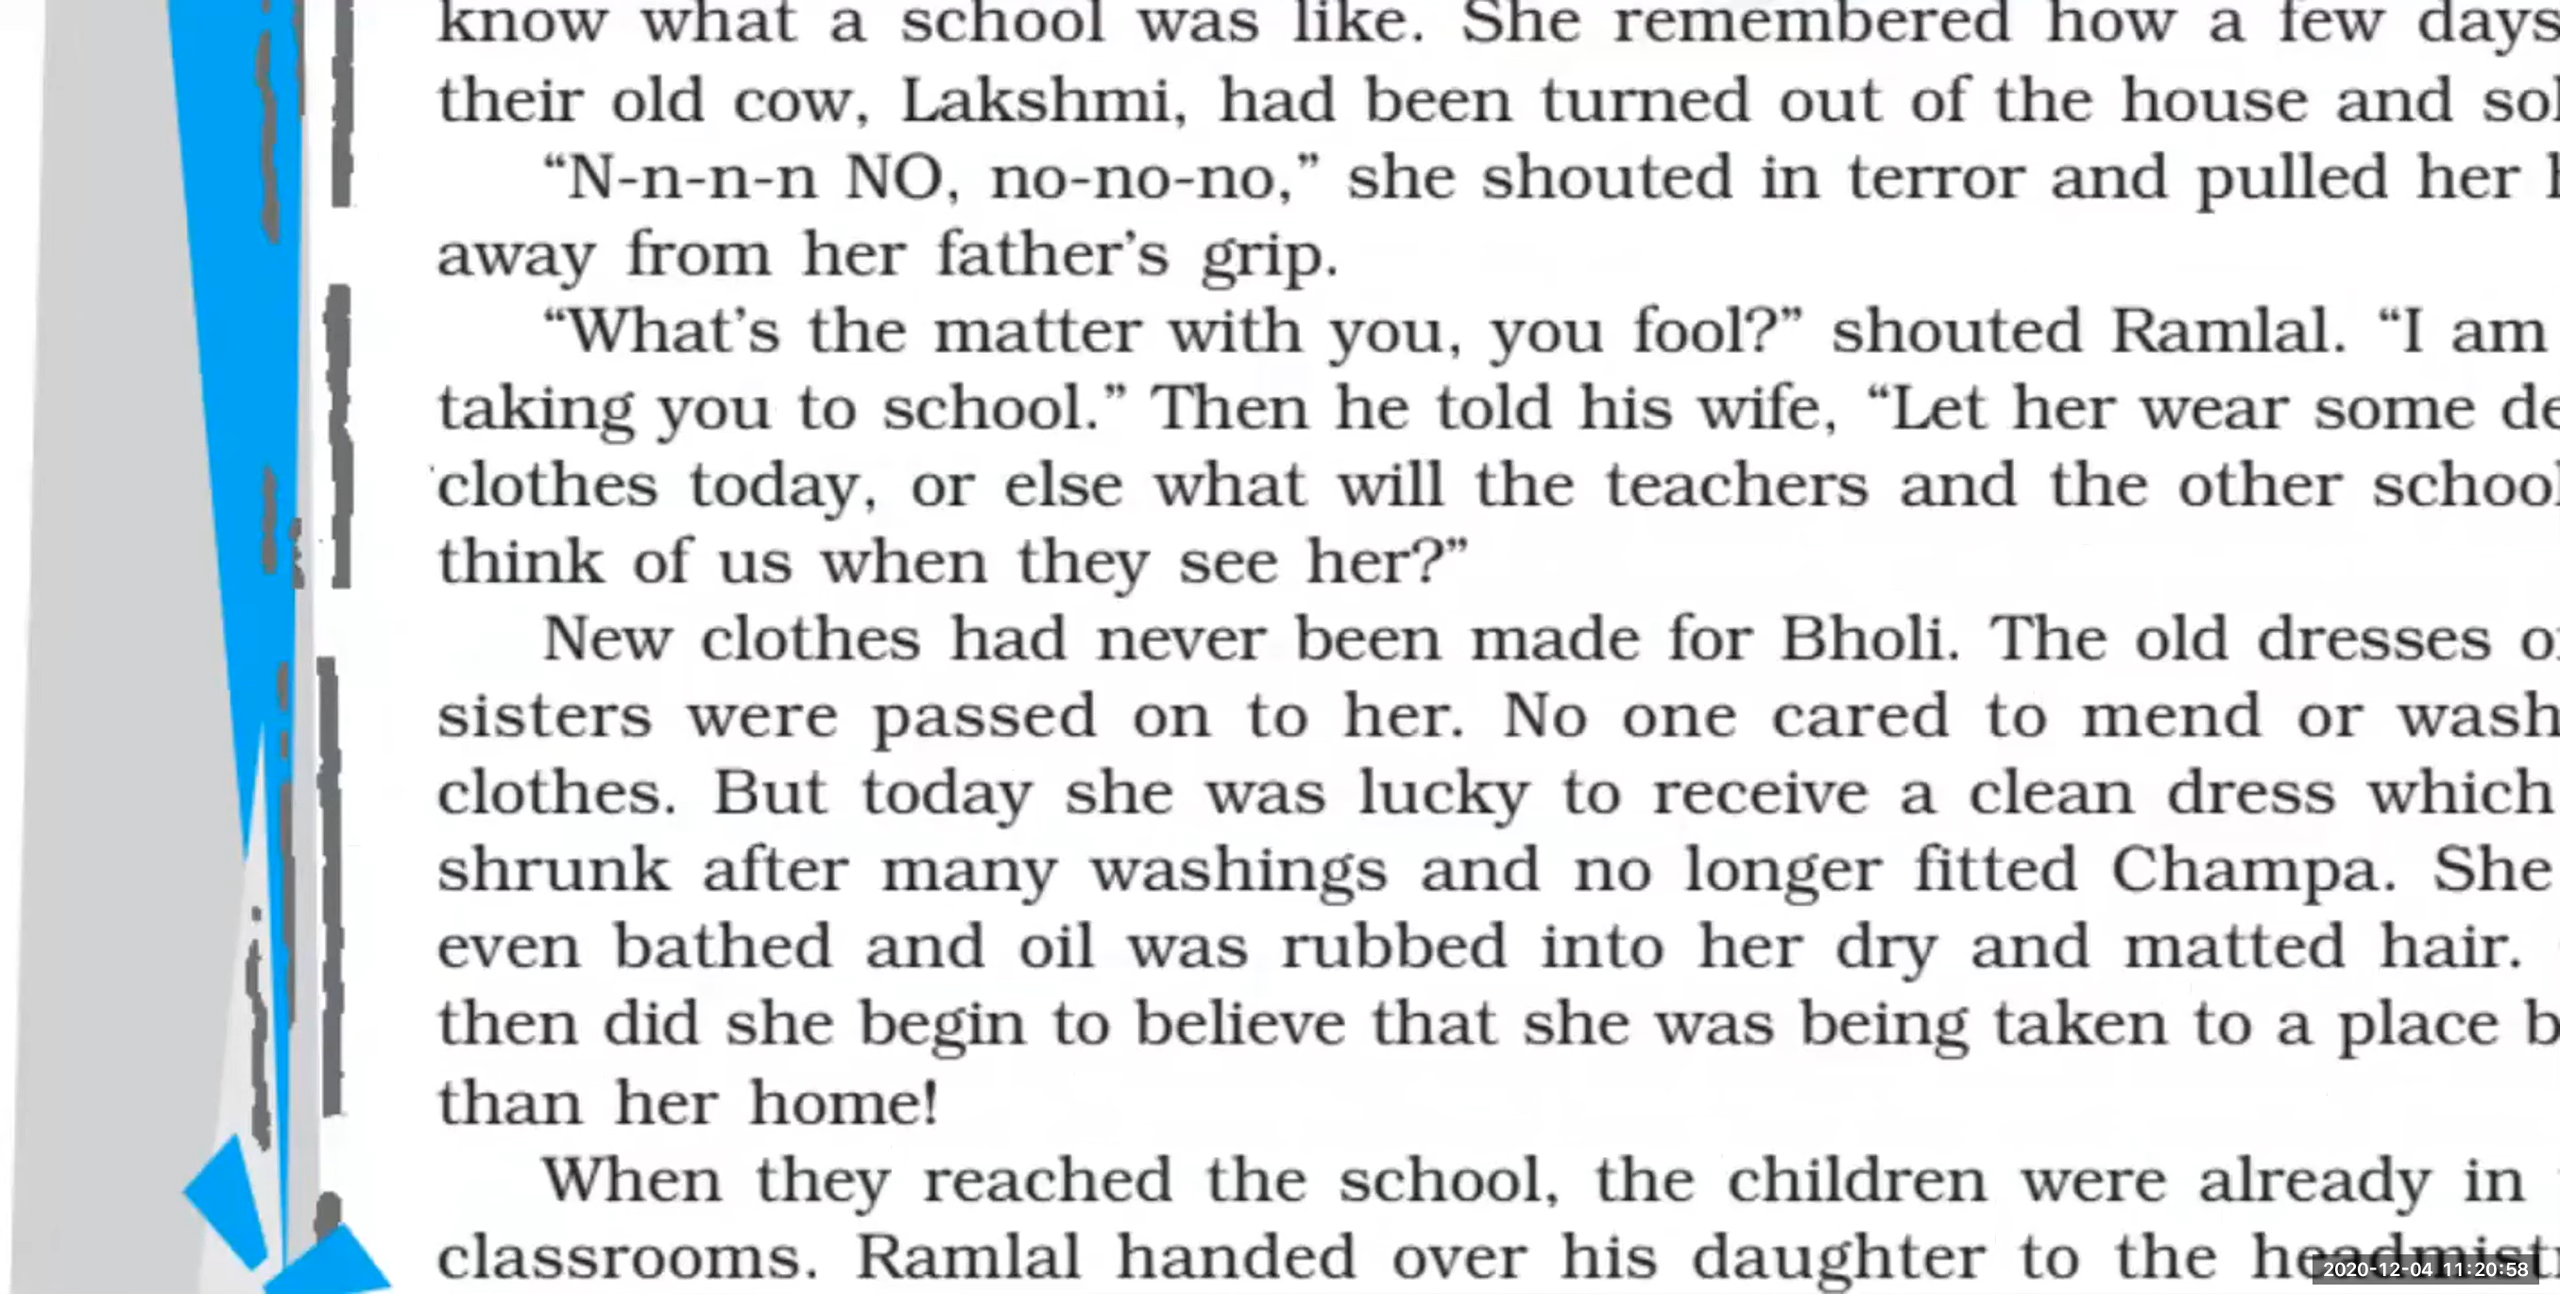 know what a school was like. She remembered how a few days
their old cow, Lakshmi, had been turned out of the house and
“N-n-n-n NO, no-no-no,” she shouted in terror and pulled her
away from her father’s grip.
“What’s the matter with you, you fool?” shouted Ramlal. “I am
taking you to school.” Then he told his wife, “Let her wear some
clothes today, or else what will the teachers and the other
think of us when they see her?”
New clothes had never been made for Bholi. The old dresses
sisters were passed on to her. No one cared to mend or wash
clothes. But today she was lucky to receive a clean dress which
shrunk after many washings and no longer fitted Champa. She
even bathed and oil was rubbed into her dry and matted hair.
then did she begin to believe that she was being taken to a place
than her home!
When they reached the school, the children were already in
classrooms. Ramlal handed over his daughter to the
2020-12-04 11:20:58